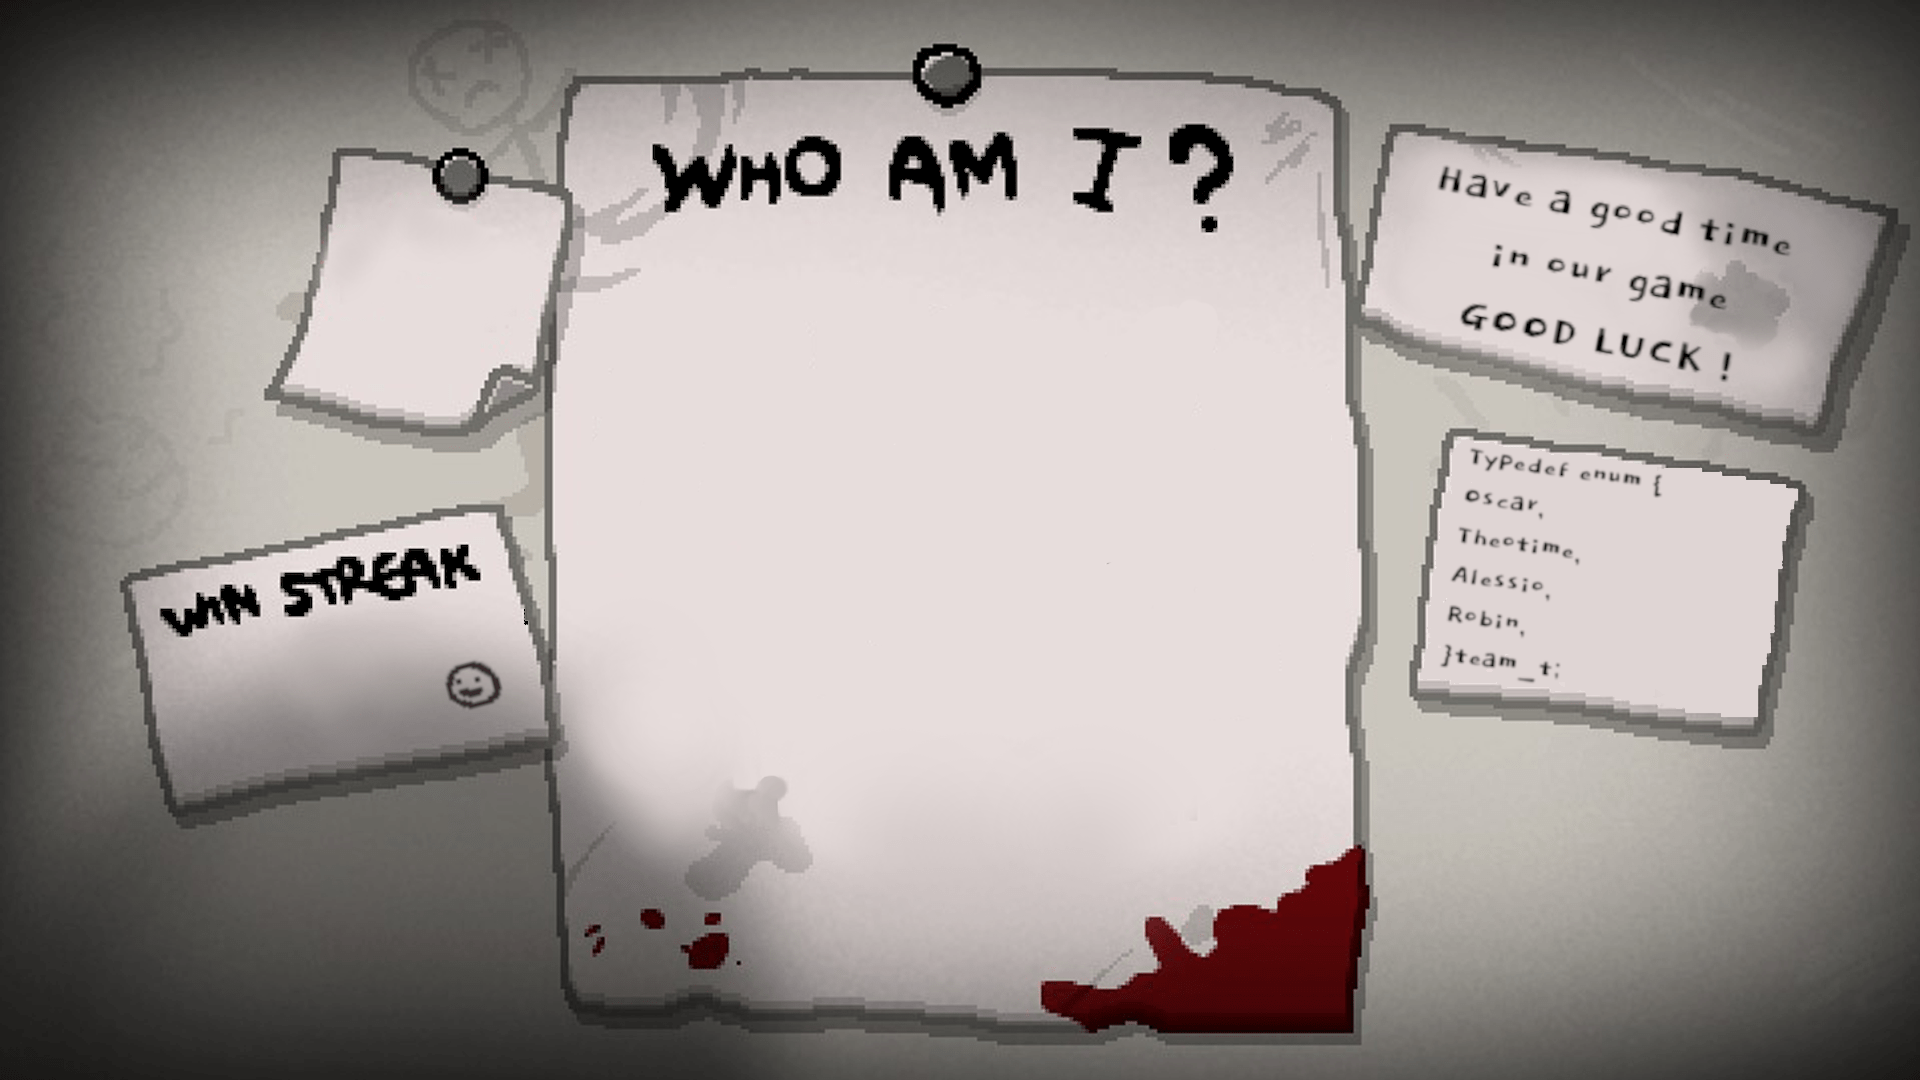 WHO AM I?
Have a good time
in our game
GOOD LUCK !
WIN STREAK
TyPedef enum {
oscar,
Theotime,
Alessio,
Robin,
}team_t;